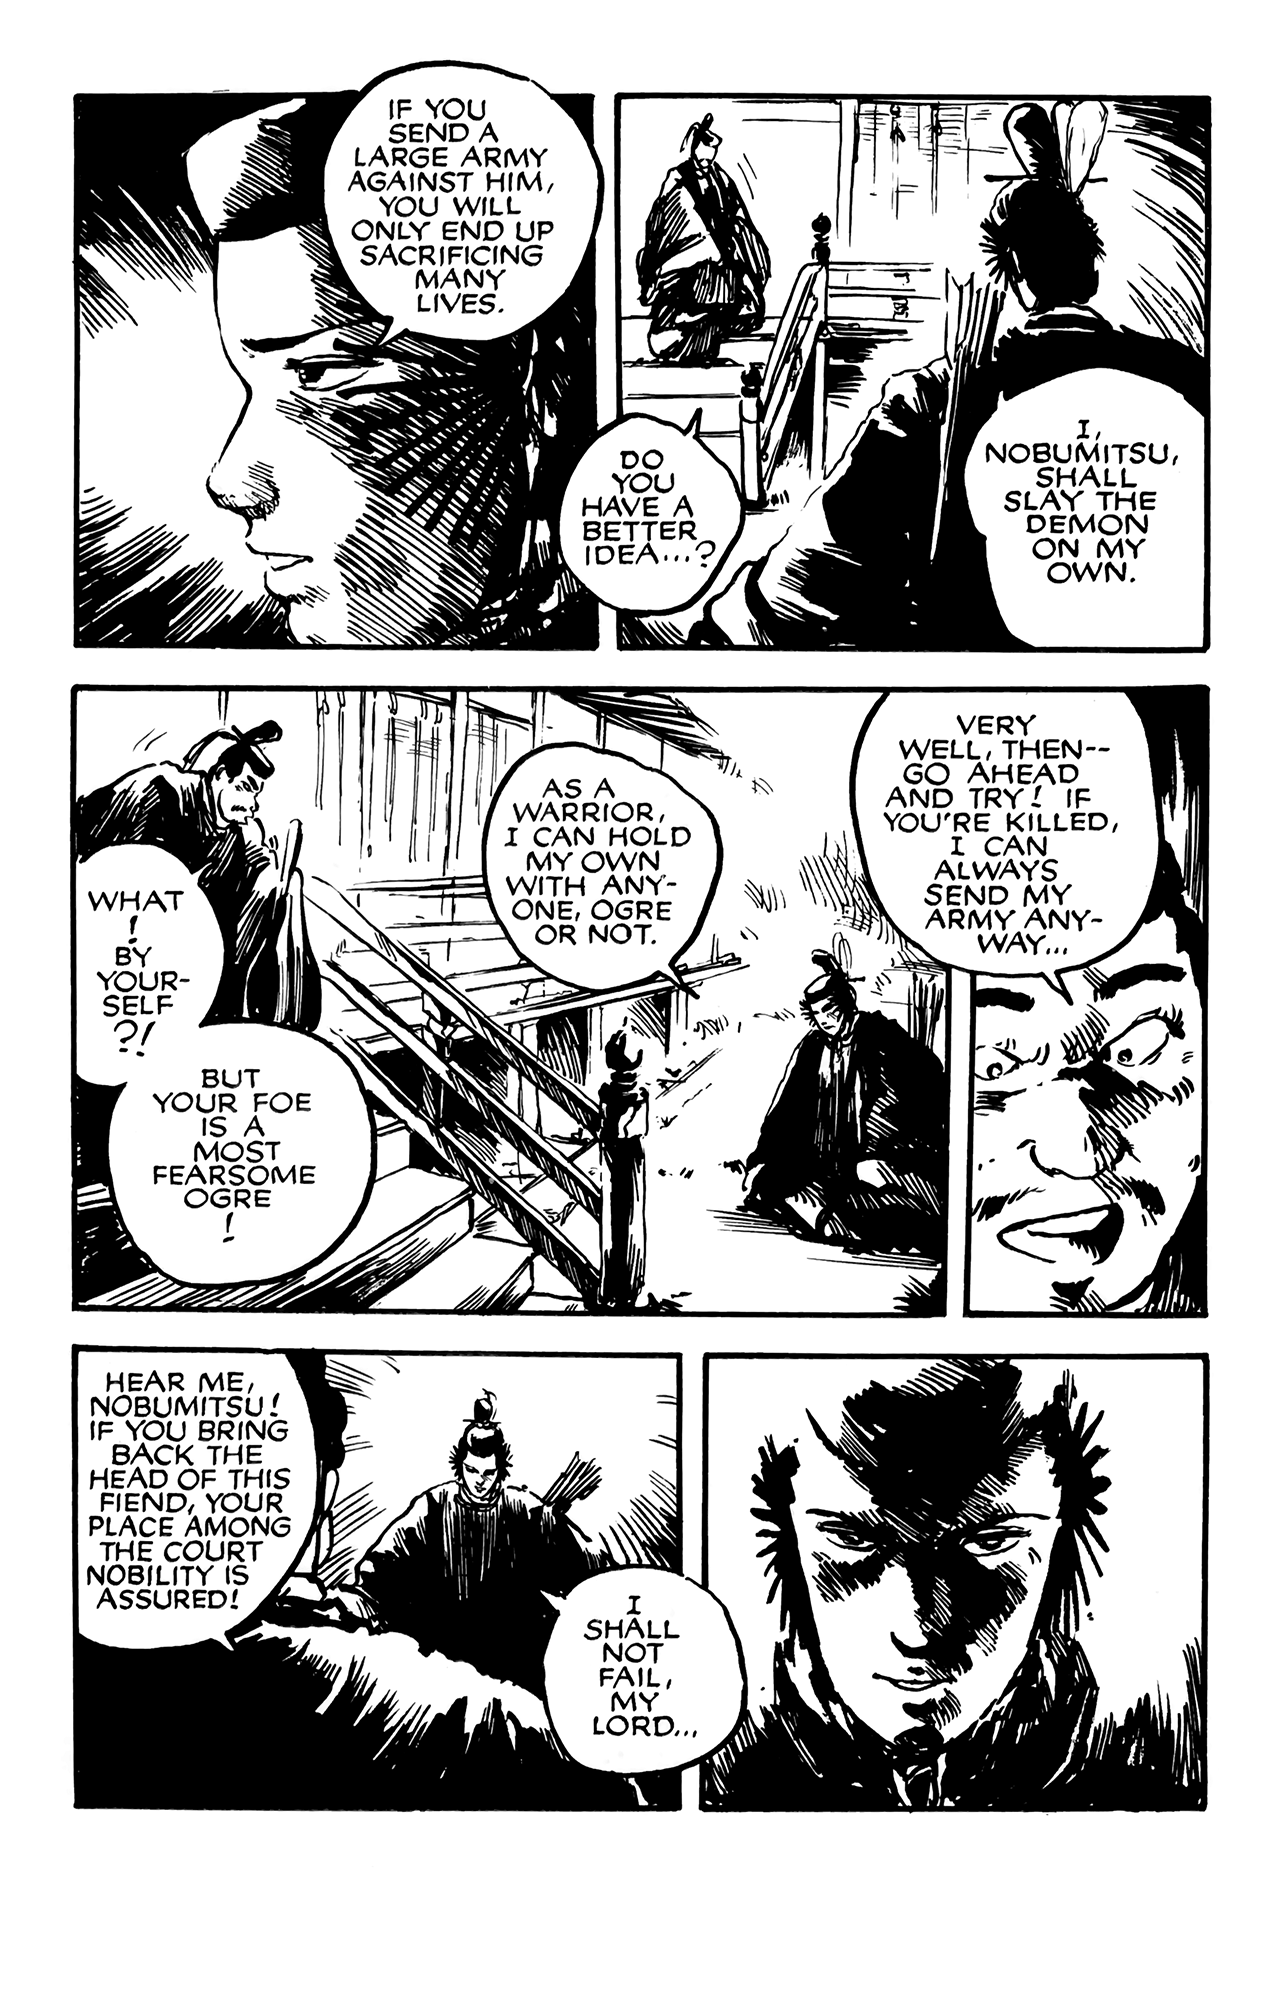 IF YOU
SEND A
LARGE ARMY
AGAINST HIM,
YOU WILL
ONLY END UP
SACRIFICING
MANY
LIVES.
DO
YOU
HAVE A
BETTER
IDEA...?
I,
NOBUMITSU,
SHALL
SLAY THE
DEMON
ON MY
OWN.
WHAT
!
BY
YOUR-
SELF
?!
BUT
YOUR FOE
IS A
MOST
FEARSOME
OGRE
!
AS A
WARRIOR,
I CAN HOLD
MY OWN
WITH ANY-
ONE, OGRE
OR NOT.
VERY
WELL, THEN--
GO AHEAD
AND TRY! IF
YOU'RE KILLED,
I CAN
ALWAYS
SEND MY
ARMY ANY-
WAY...
HEAR ME,
NOBUMITSU!
IF YOU BRING
BACK THE
HEAD OF THIS
FIEND, YOUR
PLACE AMONG
THE COURT
NOBILITY IS
ASSURED!
I
SHALL
NOT
FAIL,
MY
LORD...